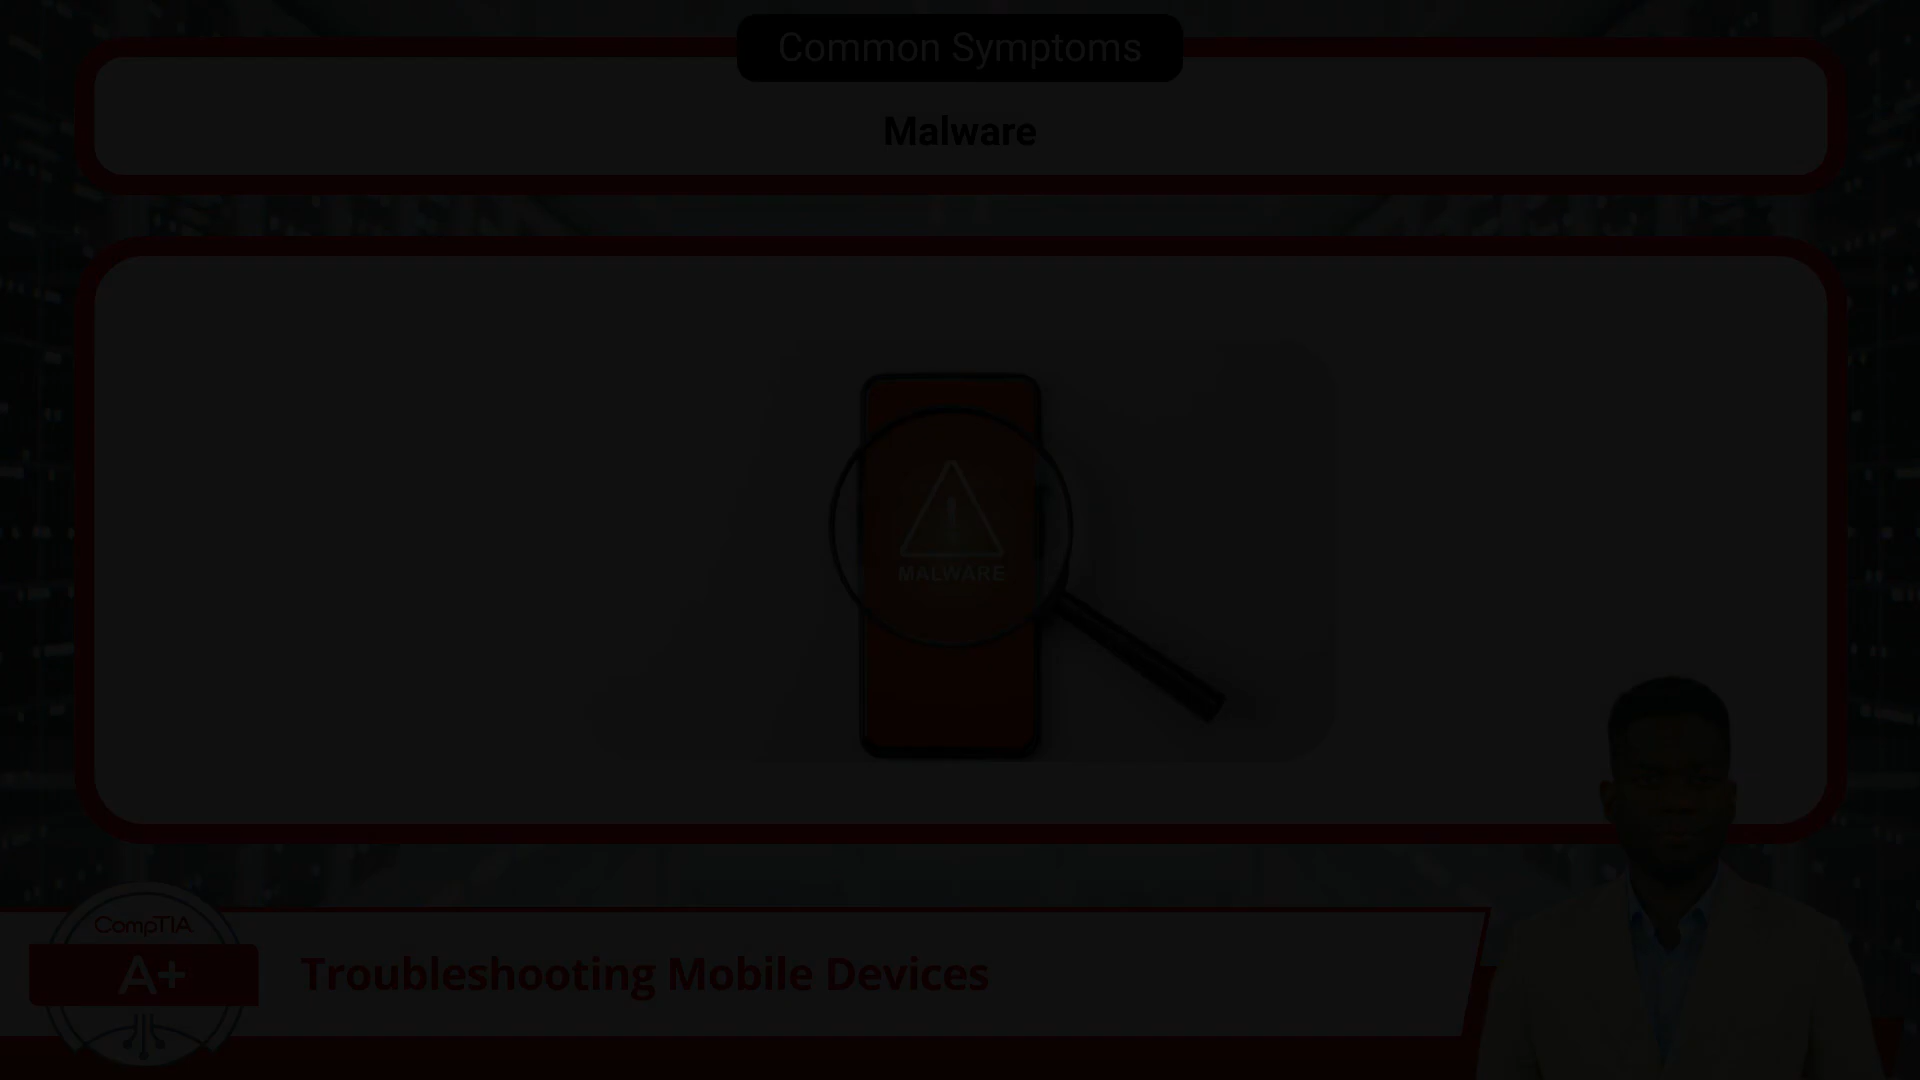 Common Symptoms
Malware
MALWARE
CompTIA
A+
Troubleshooting Mobile Devices